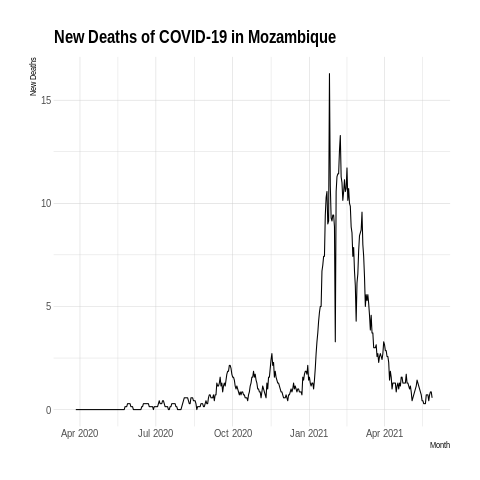 New Deaths of COVID-19 in Mozambique
New Deaths
15
10
5
0
Apr 2020 Jul 2020 Oct 2020 Jan 2021 Apr 2021
Month